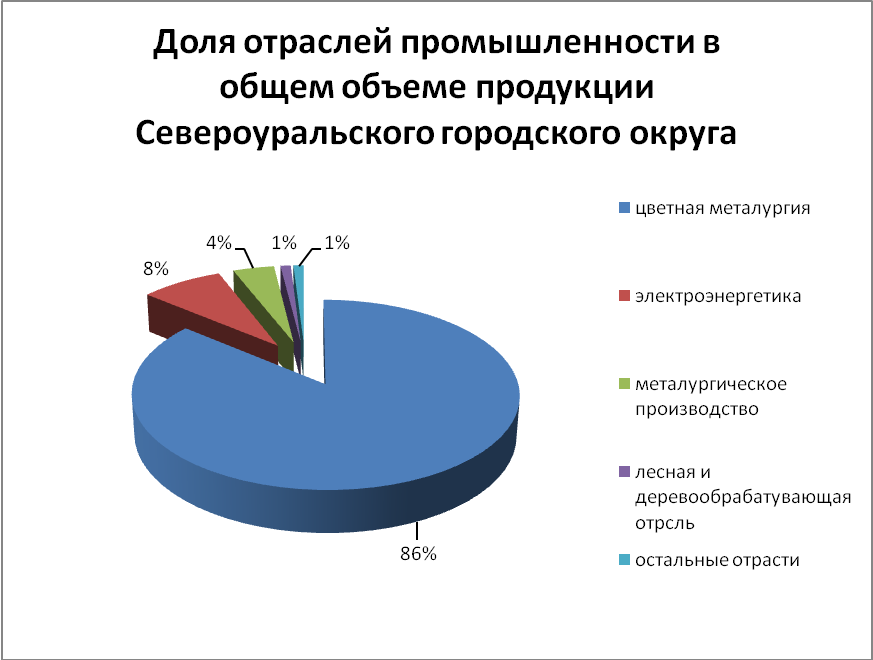 Доля отраслей промышленности в
общем объеме продукции
Североуральского городского округа
цветная металургия
4%
1%
1%
8%
электроэнергетика
металургическое
производство
лесная и
деревообрабатувающая
отрсль
86%
остальные отрасти